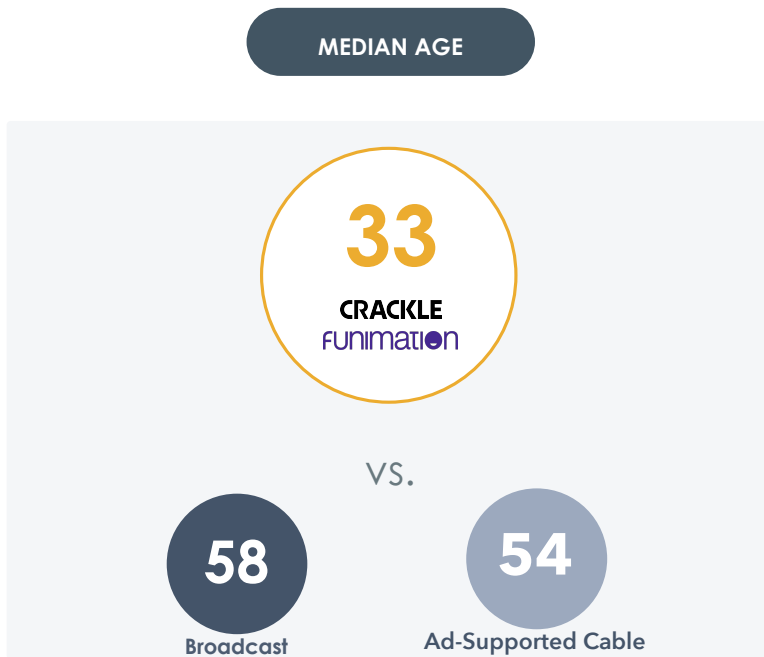 MEDIAN AGE
33
CRACKLE
FUNIMATION
VS.
58
54
Broadcast
Ad-Supported Cable